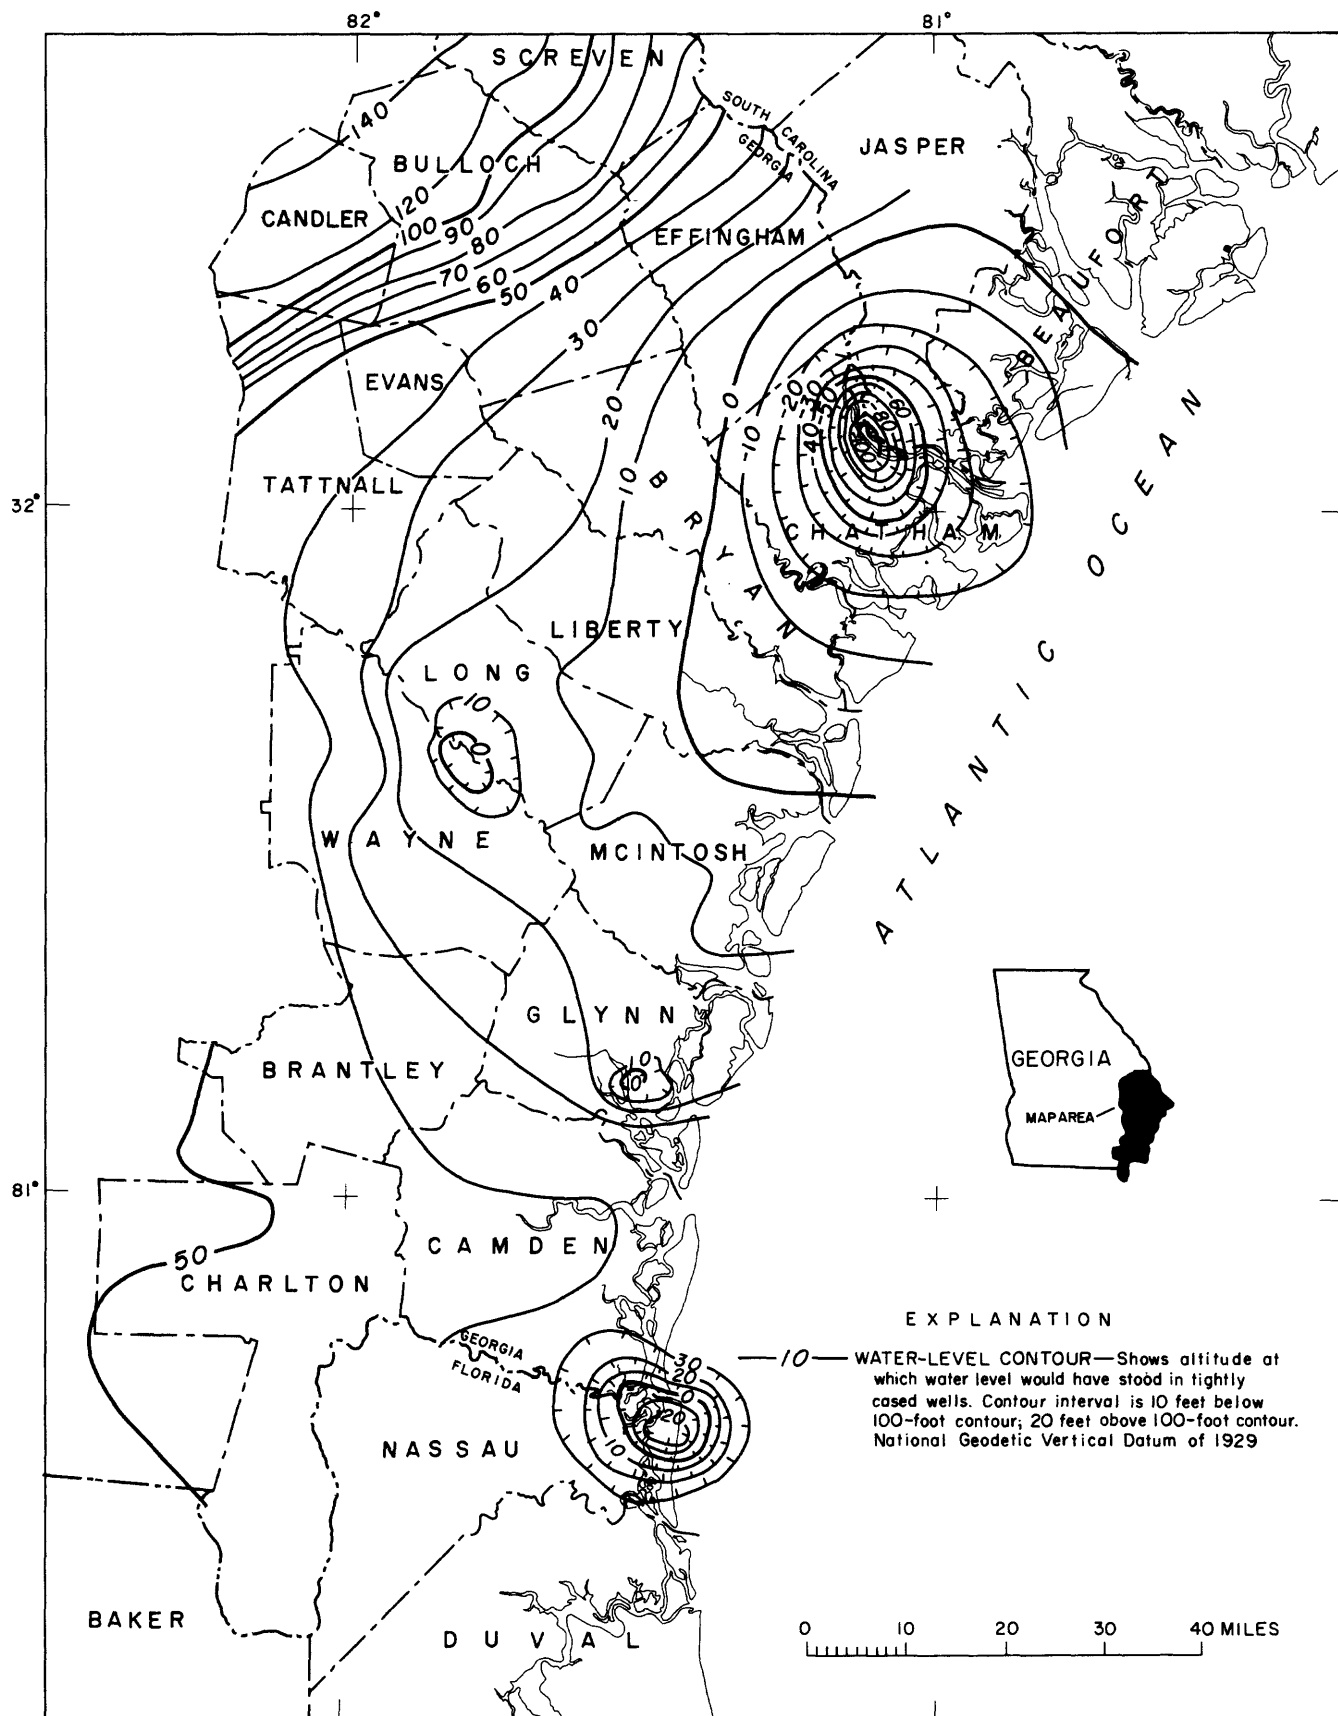 82°
81°
SCREVEN
140
SOUTH CAROLINA
GEORGIA
JASPER
BULLOCH
120
CANDLER
100
90
80
EFFINGHAM
BEAUFORT
70
60
50
40
30
EVANS
20
10
0
-10
-20
-30
-40
-50
60
80
TATTNALL
32°
BRYAN
CHATHAM
ATLANTIC OCEAN
LIBERTY
LONG
10
0
WAYNE
MCINTOSH
GLYNN
0
0
BRANTLEY
GEORGIA
MAP AREA
81°
CAMDEN
50
CHARLTON
GEORGIA
FLORIDA
30
20
0
20
10
NASSAU
EXPLANATION
—10— WATER-LEVEL CONTOUR—Shows altitude at
which water level would have stood in tightly
cased wells. Contour interval is 10 feet below
100-foot contour; 20 feet above 100-foot contour.
National Geodetic Vertical Datum of 1929
BAKER
DUVAL
0 10 20 30 40 MILES